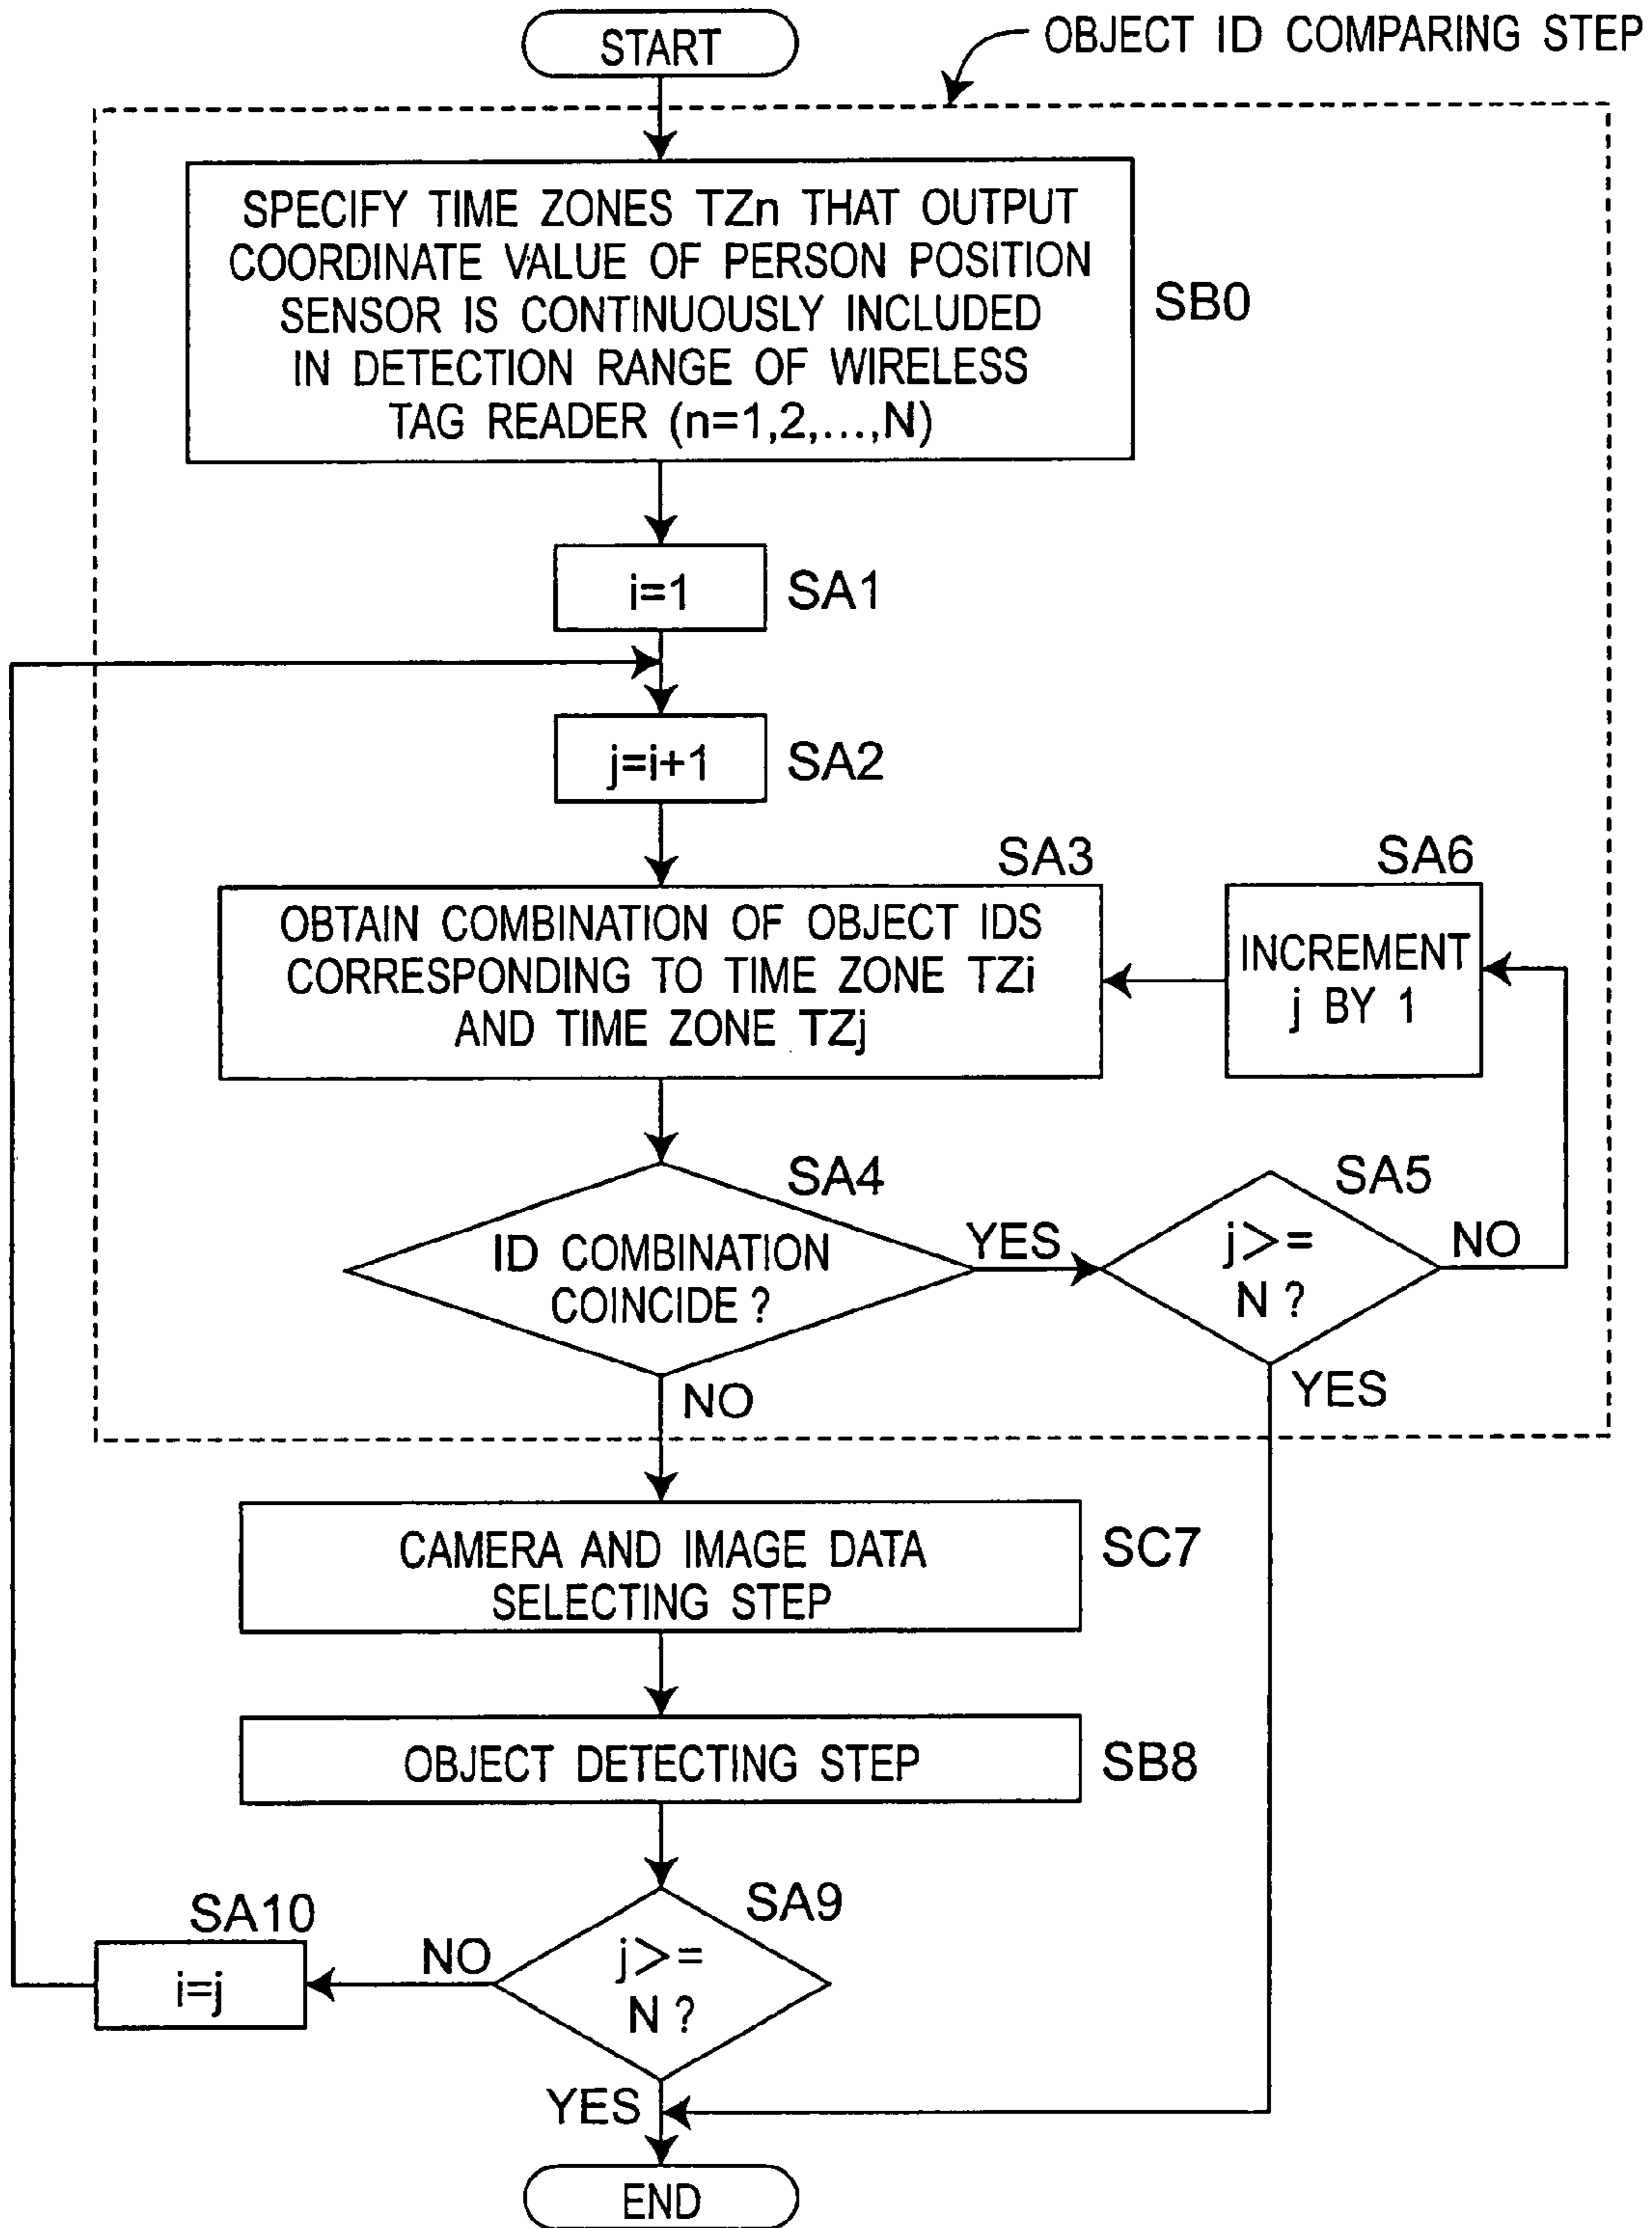 START
OBJECT ID COMPARING STEP
SPECIFY TIME ZONES TZn THAT OUTPUT
COORDINATE VALUE OF PERSON POSITION
SENSOR IS CONTINUOUSLY INCLUDED
IN DETECTION RANGE OF WIRELESS
TAG READER (n=1,2,...,N)
SB0
i=1
SA1
j=i+1
SA2
SA3
OBTAIN COMBINATION OF OBJECT IDS
CORRESPONDING TO TIME ZONE TZi
AND TIME ZONE TZj
SA6
INCREMENT
j BY 1
SA4
ID COMBINATION
COINCIDE ?
YES
SA5
j>=
N ?
NO
YES
NO
CAMERA AND IMAGE DATA
SELECTING STEP
SC7
OBJECT DETECTING STEP
SB8
SA9
j>=
N ?
NO
SA10
i=j
YES
END